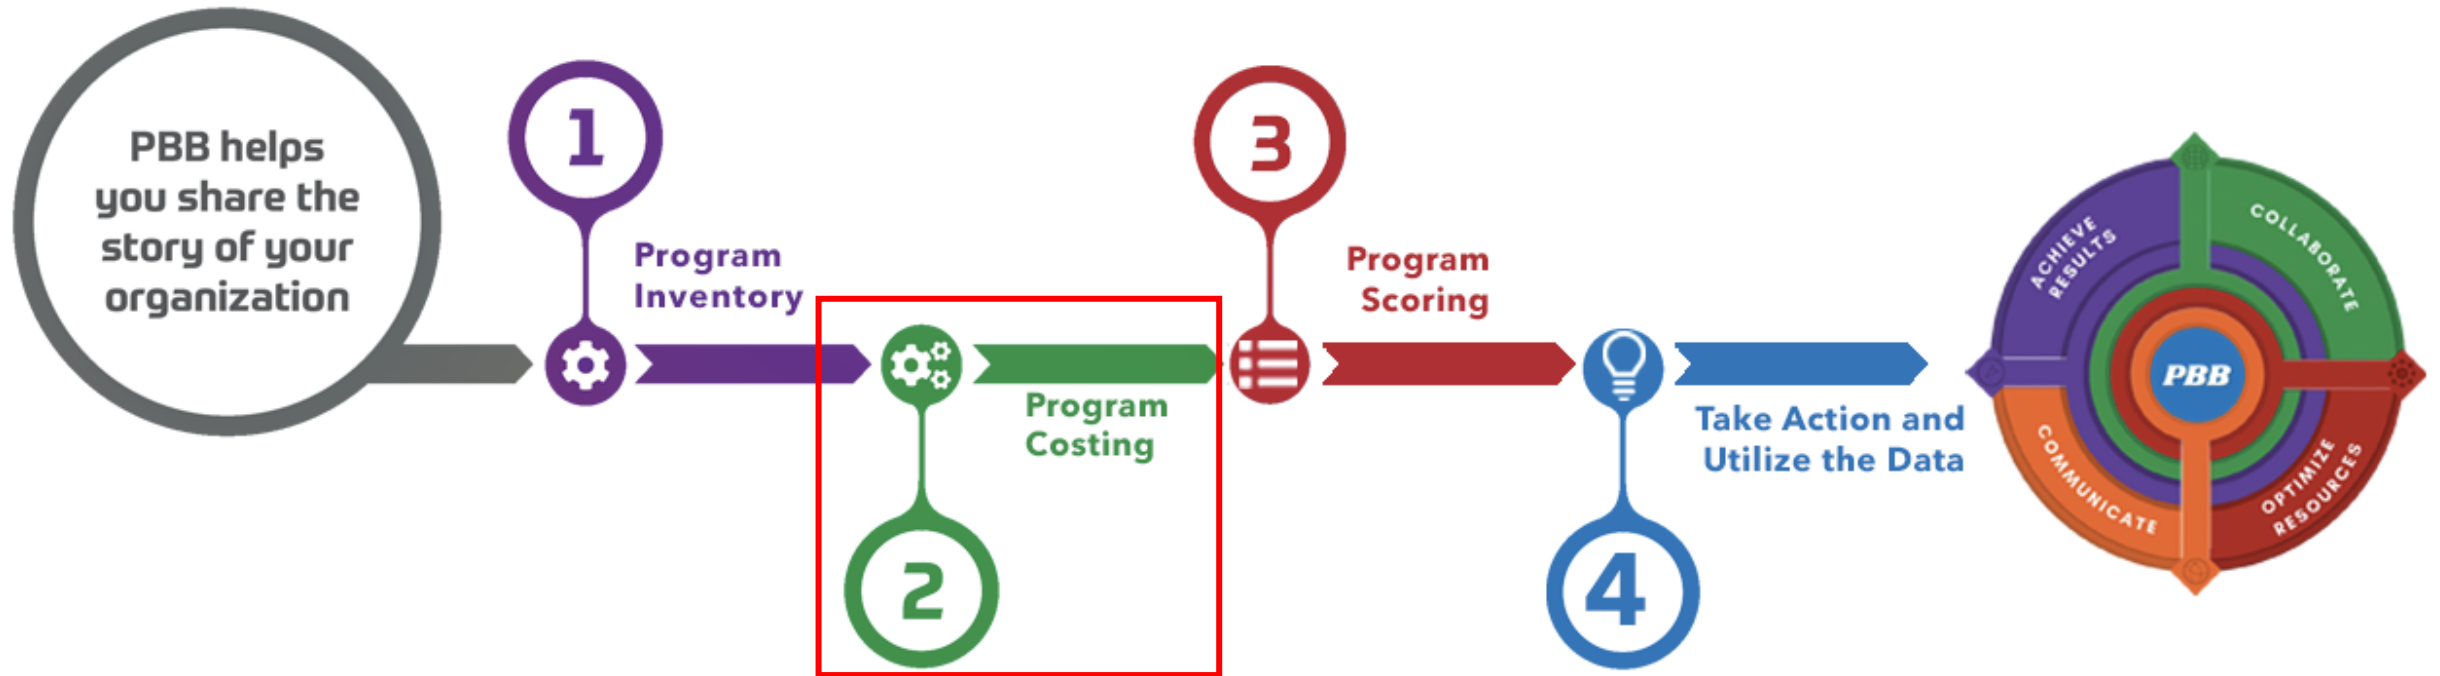 PBB helps
you share the
story of your
organization
1
Program
Inventory
2
Program
Costing
3
Program
Scoring
4
Take Action and
Utilize the Data
ACHIEVE
RESULTS
COLLABORATE
PBB
COMMUNICATE
OPTIMIZE
RESOURCES